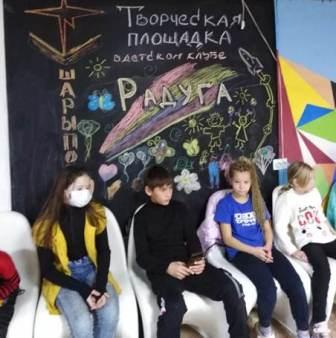 Творческая
площадка
в детском клубе
Радуга
ШАРЫПО